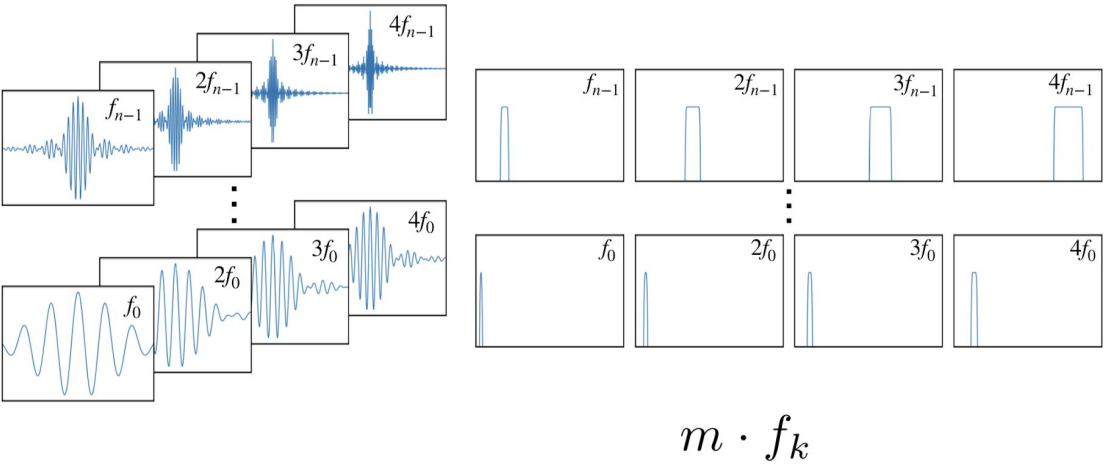 4f_{n-1}
3f_{n-1}
2f_{n-1}
f_{n-1}
f_{n-1} 2f_{n-1} 3f_{n-1} 4f_{n-1}
4f_0
3f_0
2f_0
f_0
f_0 2f_0 3f_0 4f_0
m · f_k